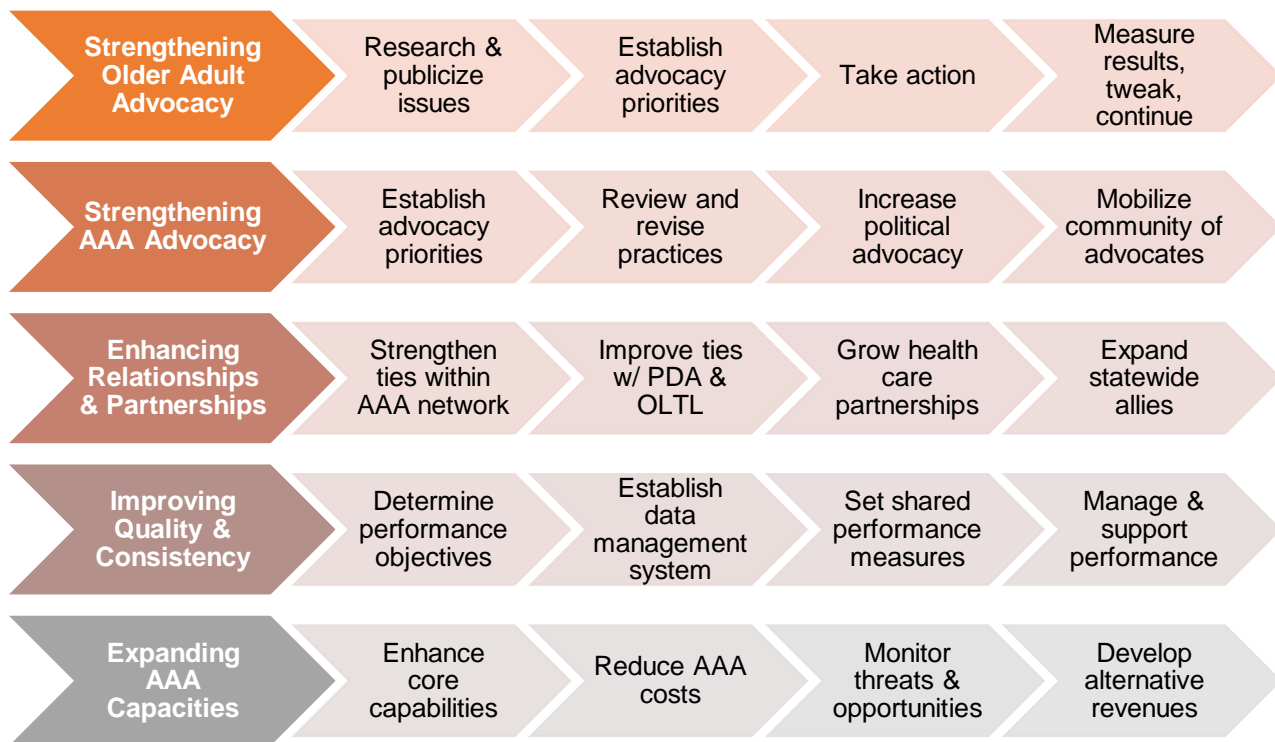 Strengthening
Older Adult
Advocacy
Research &
publicize
issues
Establish
advocacy
priorities
Take action
Measure
results,
tweak,
continue
Strengthening
AAA Advocacy
Establish
advocacy
priorities
Review and
revise
practices
Increase
political
advocacy
Mobilize
community of
advocates
Enhancing
Relationships
& Partnerships
Strengthen
ties within
AAA network
Improve ties
w/ PDA &
OLTL
Grow health
care
partnerships
Expand
statewide
allies
Improving
Quality &
Consistency
Determine
performance
objectives
Establish
data
management
system
Set shared
performance
measures
Manage &
support
performance
Expanding
AAA
Capacities
Enhance
core
capabilities
Reduce AAA
costs
Monitor
threats &
opportunities
Develop
alternative
revenues